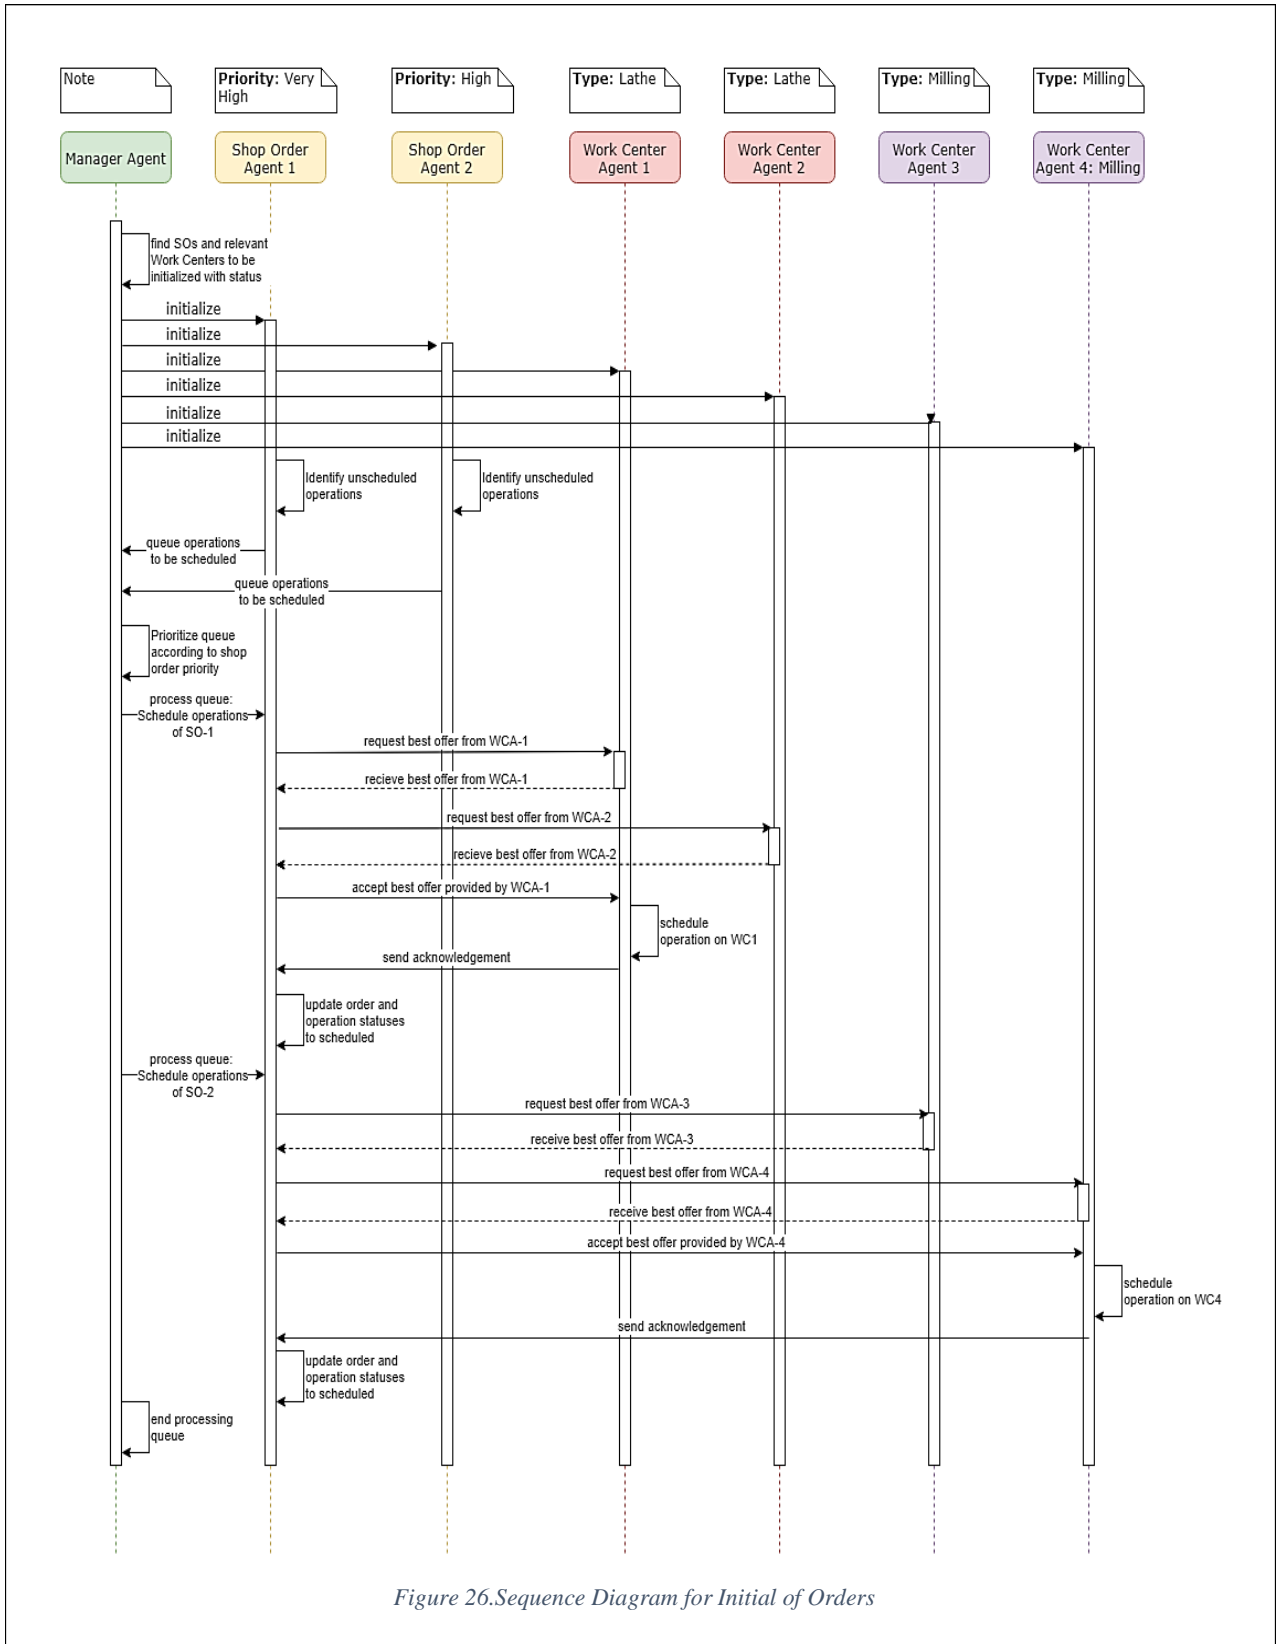 Note
Priority: Very
High
Priority: High
Type: Lathe
Type: Lathe
Type: Milling
Type: Milling
Manager Agent
Shop Order
Agent 1
Shop Order
Agent 2
Work Center
Agent 1
Work Center
Agent 2
Work Center
Agent 3
Work Center
Agent 4: Milling
find SOs and relevant
Work Centers to be
initialized with status
initialize
initialize
initialize
initialize
initialize
initialize
Identify unscheduled
operations
Identify unscheduled
operations
queue operations
to be scheduled
queue operations
to be scheduled
Prioritize queue
according to shop
order priority
process queue:
Schedule operations
of SO-1
request best offer from WCA-1
recieve best offer from WCA-1
request best offer from WCA-2
recieve best offer from WCA-2
accept best offer provided by WCA-1
schedule
operation on WC1
send acknowledgement
update order and
operation statuses
to scheduled
process queue:
Schedule operations
of SO-2
request best offer from WCA-3
receive best offer from WCA-3
request best offer from WCA-4
receive best offer from WCA-4
accept best offer provided by WCA-4
schedule
operation on WC4
send acknowledgement
update order and
operation statuses
to scheduled
end processing
queue
Figure 26.Sequence Diagram for Initial of Orders